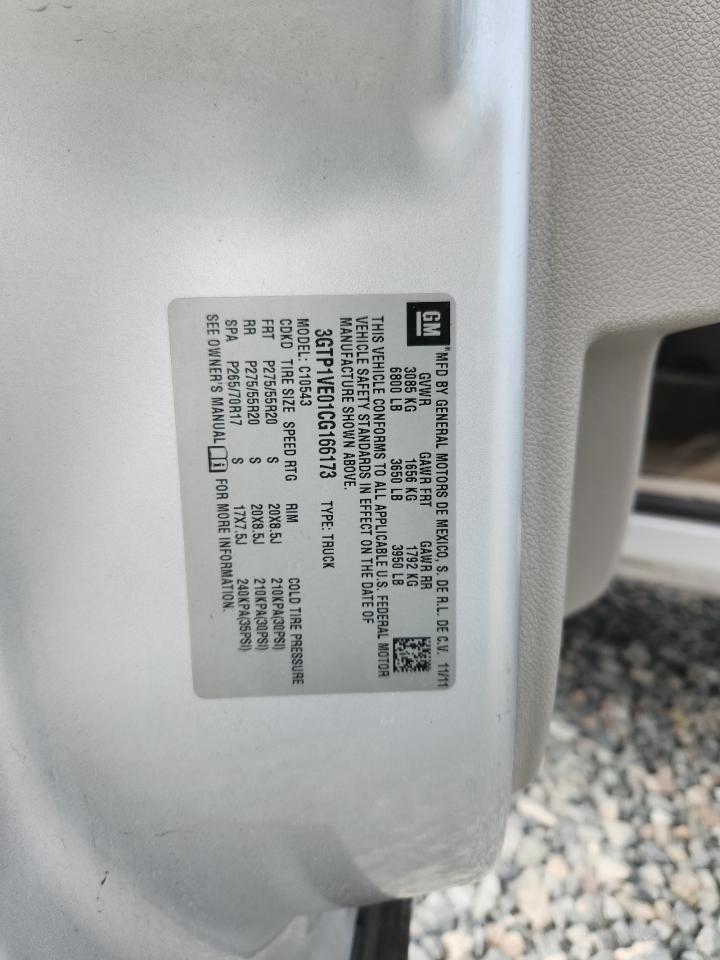 GM
"MFD BY GENERAL MOTORS DE MEXICO, S. DE R.L. DE C.V. 11/11
GVWR GAWR FRT GAWR RR
3085 KG 1656 KG 1792 KG
6800 LB 3650 LB 3950 LB
THIS VEHICLE CONFORMS TO ALL APPLICABLE U.S. FEDERAL MOTOR
VEHICLE SAFETY STANDARDS IN EFFECT ON THE DATE OF
MANUFACTURE SHOWN ABOVE.
3GTP1VE01CG166173 TYPE: TRUCK
MODEL: C10543
CDKD TIRE SIZE SPEED RTG RIM COLD TIRE PRESSURE
FRT P275/55R20 S 20X8.5J 210KPA(30PSI)
RR P275/55R20 S 20X8.5J 210KPA(30PSI)
SPA P265/70R17 S 17X7.5J 240KPA(35PSI)
SEE OWNER'S MANUAL i FOR MORE INFORMATION.